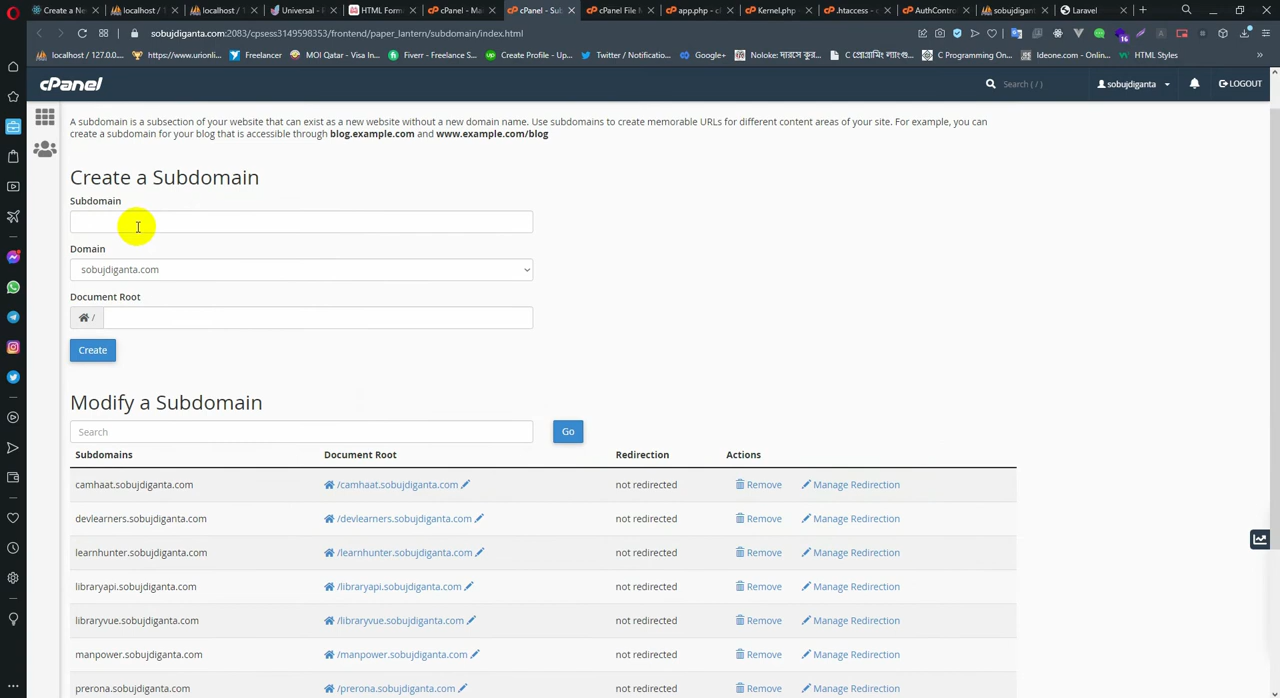 Create a Ne
localhost /
localhost / 1
Universal - P
HTML Form
cPanel - Ma
cPanel - Sub
cPanel File M
app.php - cl
Kernel.php
.htaccess - c
AuthControl
sobujdigant
Laravel
sobujdiganta.com:2083/cpsess3149598353/frontend/paper_lantern/subdomain/index.html
localhost / 127.0.0....
https://www.urionli...
Freelancer
MOI Qatar - Visa In...
Fiverr - Freelance S...
Create Profile - Up...
Twitter / Notificatio...
Google+
C Programming On...
Ideone.com - Onlin...
HTML Styles
»
cPanel
Search ( / )
sobujdiganta
LOGOUT
A subdomain is a subsection of your website that can exist as a new website without a new domain name. Use subdomains to create memorable URLs for different content areas of your site. For example, you can
create a subdomain for your blog that is accessible through blog.example.com and www.example.com/blog
Create a Subdomain
Subdomain
Domain
sobujdiganta.com
Document Root
/
Create
Modify a Subdomain
Search
Go
Subdomains Document Root Redirection Actions
camhaat.sobujdiganta.com /camhaat.sobujdiganta.com not redirected Remove Manage Redirection
devlearners.sobujdiganta.com /devlearners.sobujdiganta.com not redirected Remove Manage Redirection
learnhunter.sobujdiganta.com /learnhunter.sobujdiganta.com not redirected Remove Manage Redirection
libraryapi.sobujdiganta.com /libraryapi.sobujdiganta.com not redirected Remove Manage Redirection
libraryvue.sobujdiganta.com /libraryvue.sobujdiganta.com not redirected Remove Manage Redirection
manpower.sobujdiganta.com /manpower.sobujdiganta.com not redirected Remove Manage Redirection
prerona.sobujdiganta.com /prerona.sobujdiganta.com not redirected Remove Manage Redirection